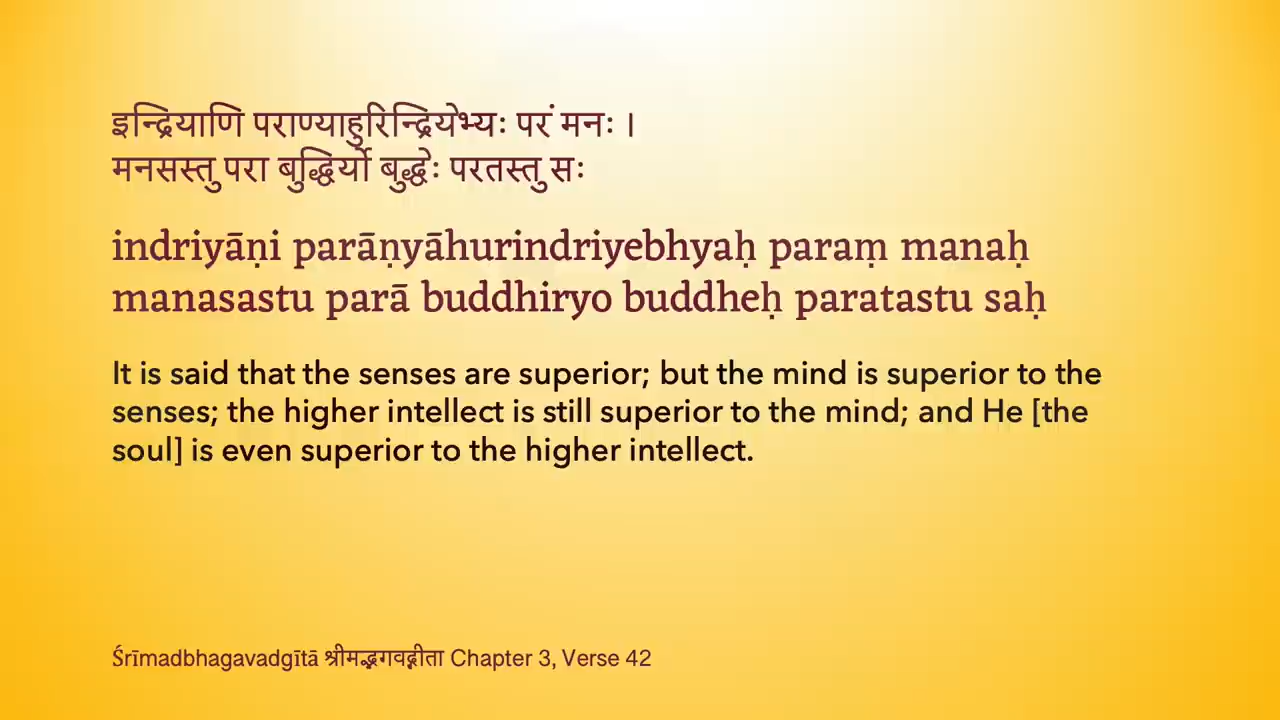 इन्द्रियाणि पराण्याहुरिन्द्रियेभ्यः परं मनः ।
मनसस्तु परा बुद्धिर्यो बुद्धेः परतस्तु सः
indriyāṇi parāṇyāhurindriyebhyaḥ paraṃ manaḥ
manasastu parā buddhiryo buddheḥ paratastu saḥ
It is said that the senses are superior; but the mind is superior to the
senses; the higher intellect is still superior to the mind; and He [the
soul] is even superior to the higher intellect.
Śrīmadbhagavadgītā श्रीमद्भगवद्गीता Chapter 3, Verse 42